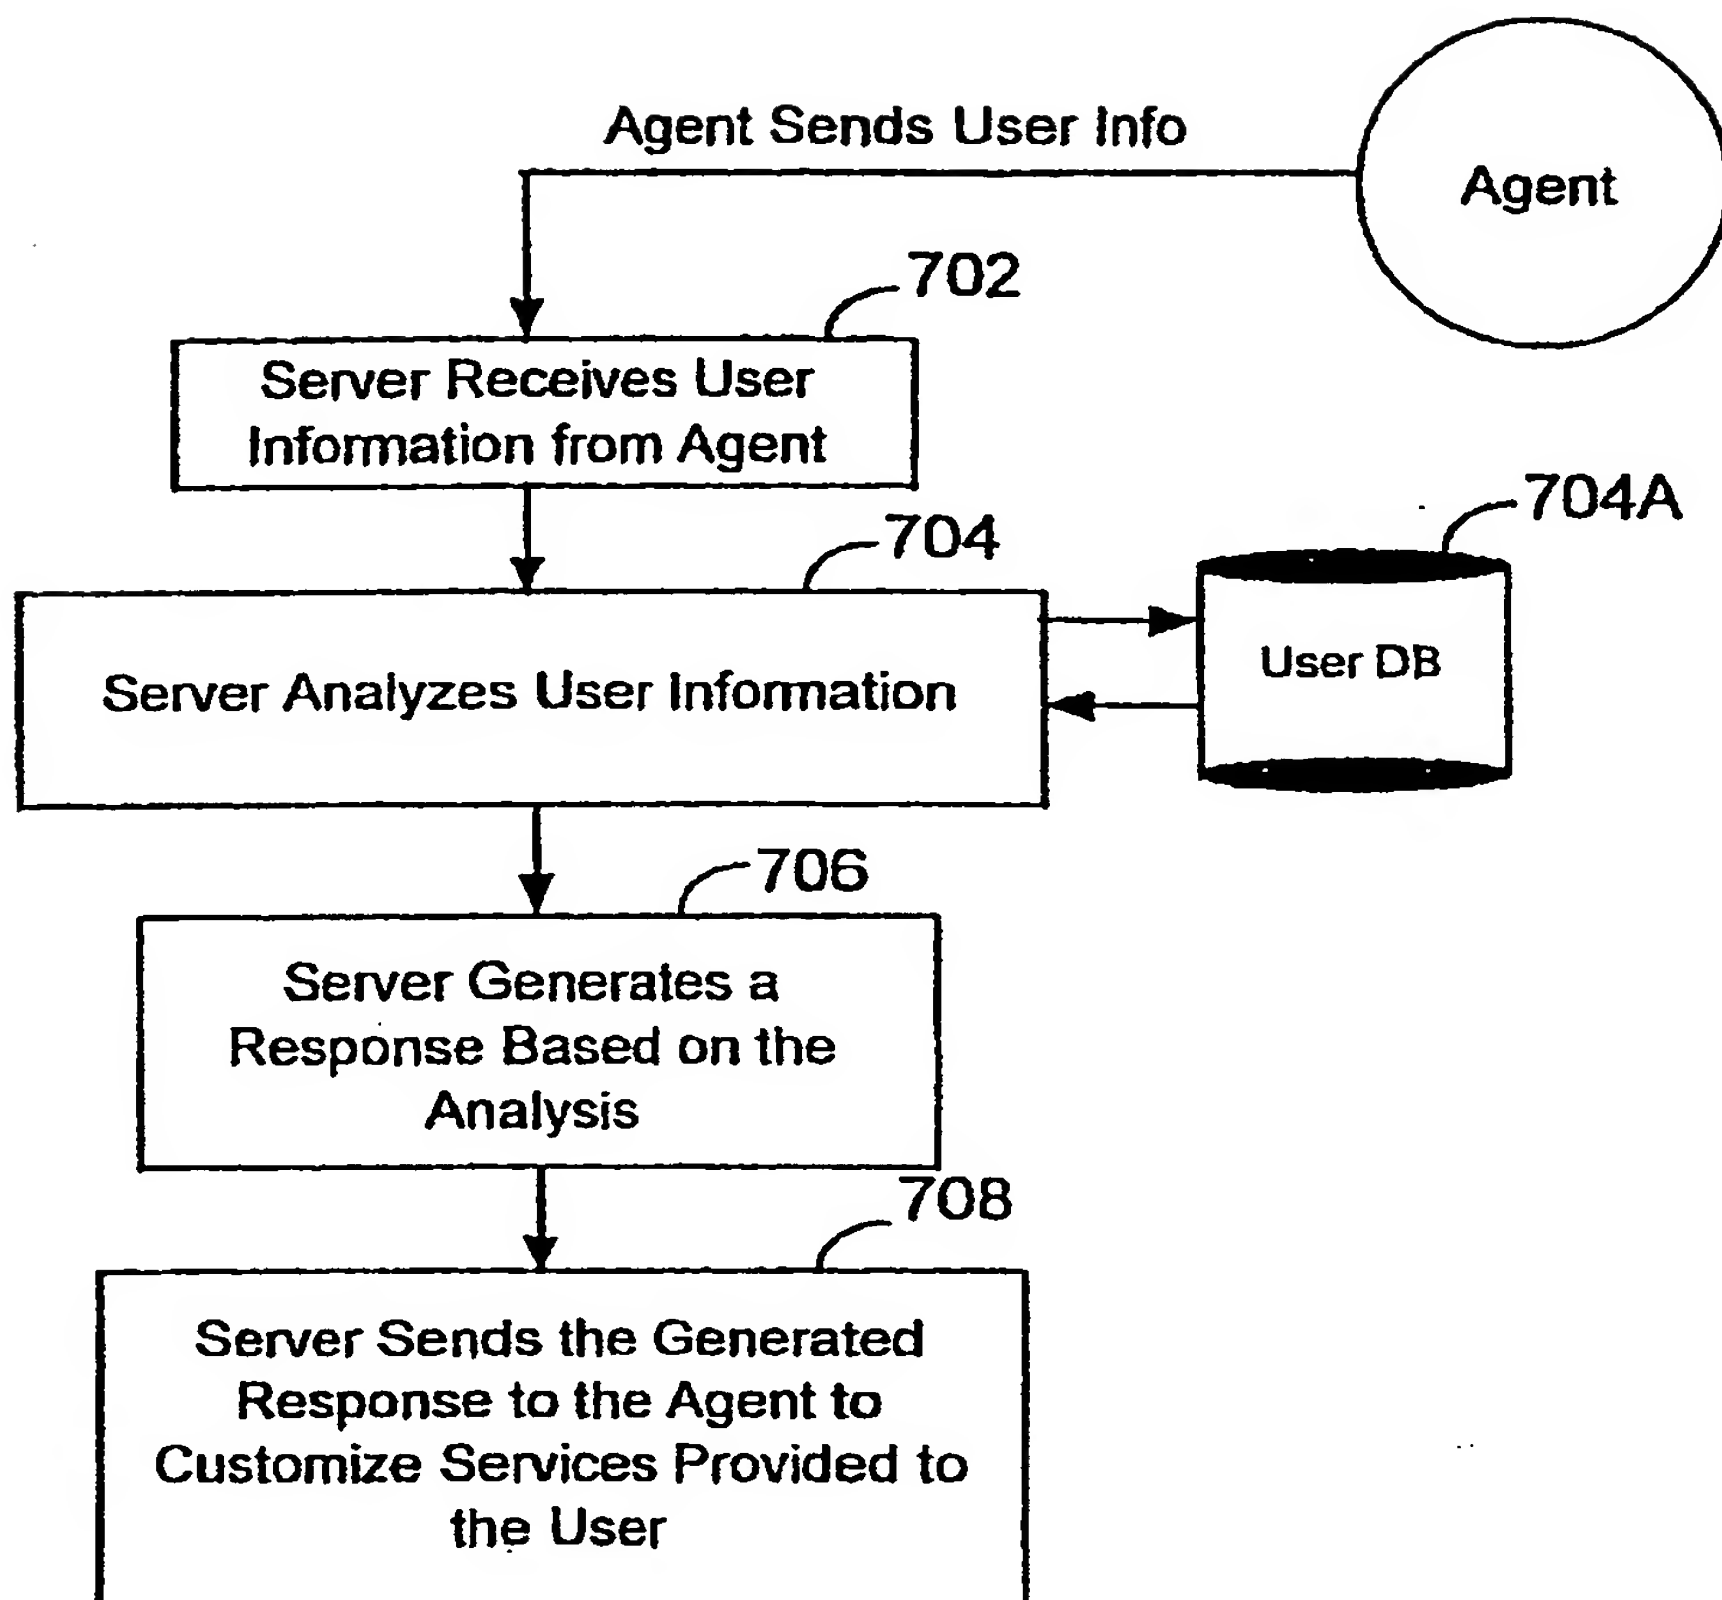 Agent Sends User Info
Agent
702
Server Receives User
Information from Agent
704
704A
Server Analyzes User Information
User DB
706
Server Generates a
Response Based on the
Analysis
708
Server Sends the Generated
Response to the Agent to
Customize Services Provided to
the User